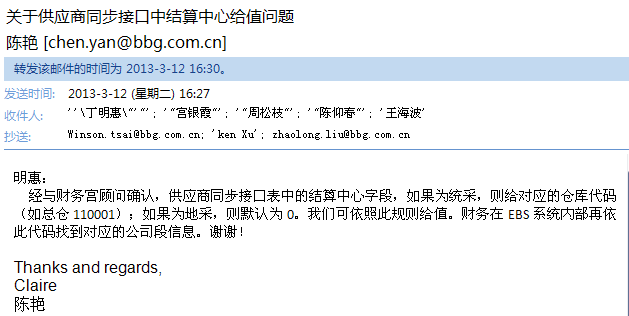 关于供应商同步接口中结算中心给值问题
陈艳 [chen.yan@bbg.com.cn]
转发该邮件的时间为 2013-3-12 16:30。
发送时间: 2013-3-12 (星期二) 16:27
收件人: ''\丁明惠\"'"'; '"宫银霞"'; '"周松枝"'; '"陈仰春"'; '王海波'
抄送: Winson.tsai@bbg.com.cn; 'ken Xu'; zhaolong.liu@bbg.com.cn
明惠:
经与财务宫顾问确认，供应商同步接口表中的结算中心字段，如果为统采，则给对应的仓库代码
（如总仓 110001）；如果为地采，则默认为 0。我们可依照此规则给值。财务在 EBS 系统内部再依
此代码找到对应的公司段信息。谢谢！
Thanks and regards,
Claire
陈艳